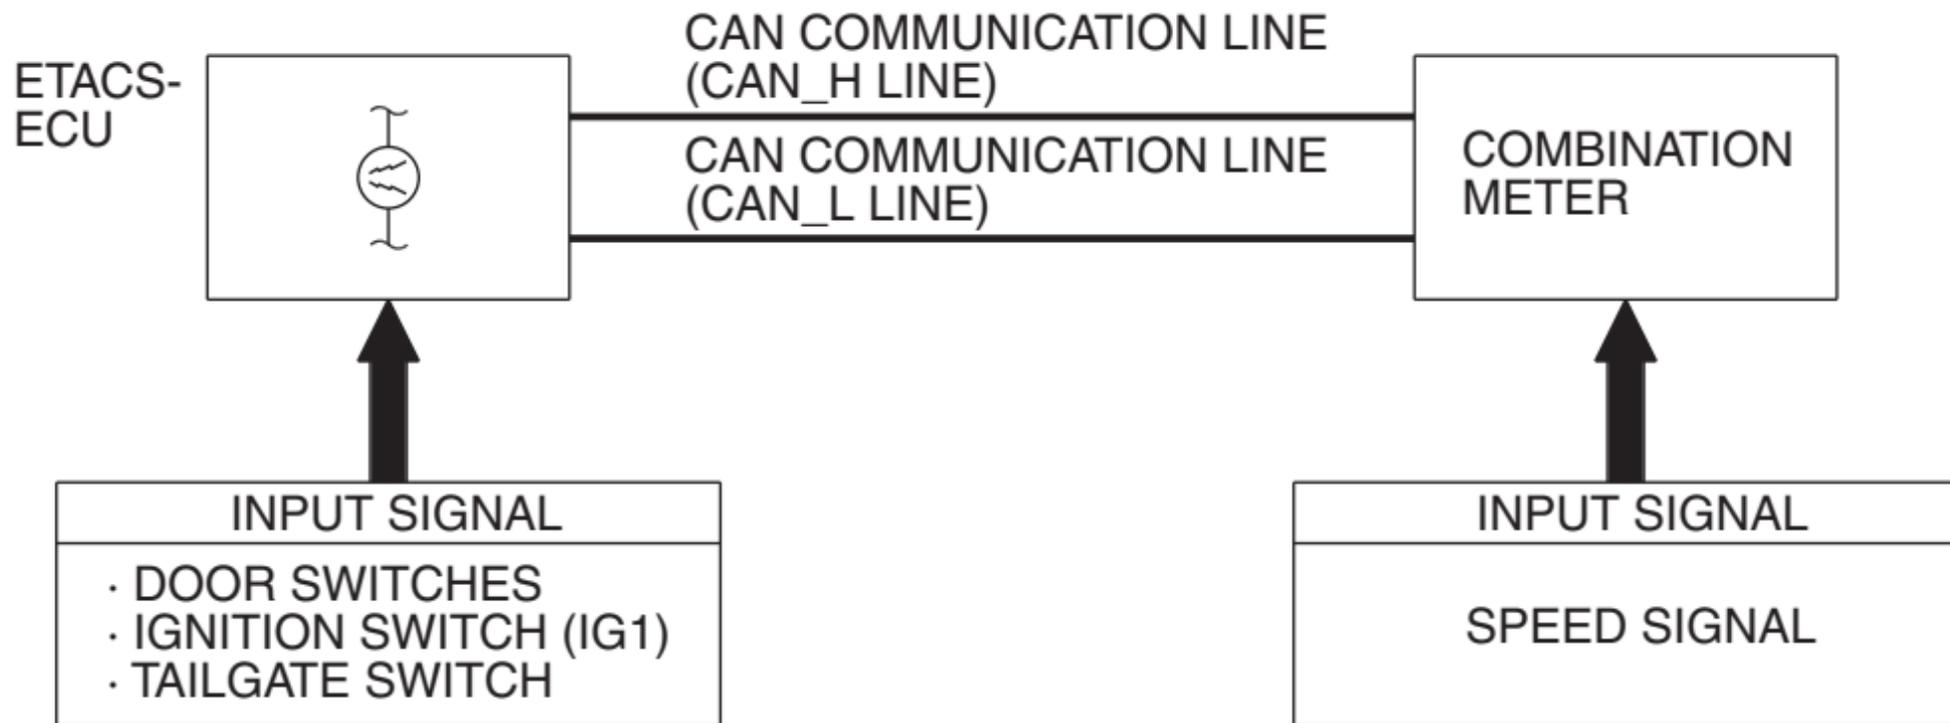 ETACS-
ECU
CAN COMMUNICATION LINE
(CAN_H LINE)
CAN COMMUNICATION LINE
(CAN_L LINE)
COMBINATION
METER
INPUT SIGNAL
· DOOR SWITCHES
· IGNITION SWITCH (IG1)
· TAILGATE SWITCH
INPUT SIGNAL
SPEED SIGNAL